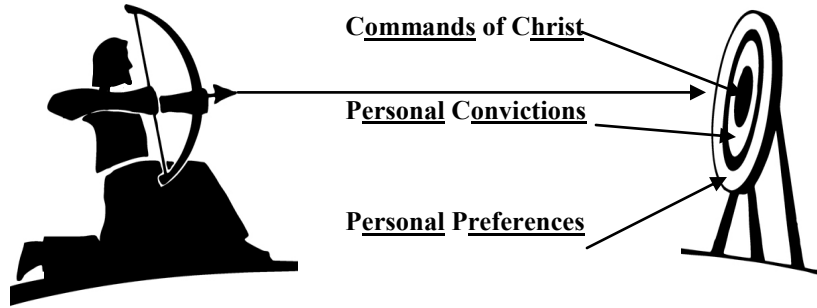 Commands of Christ
Personal Convictions
Personal Preferences